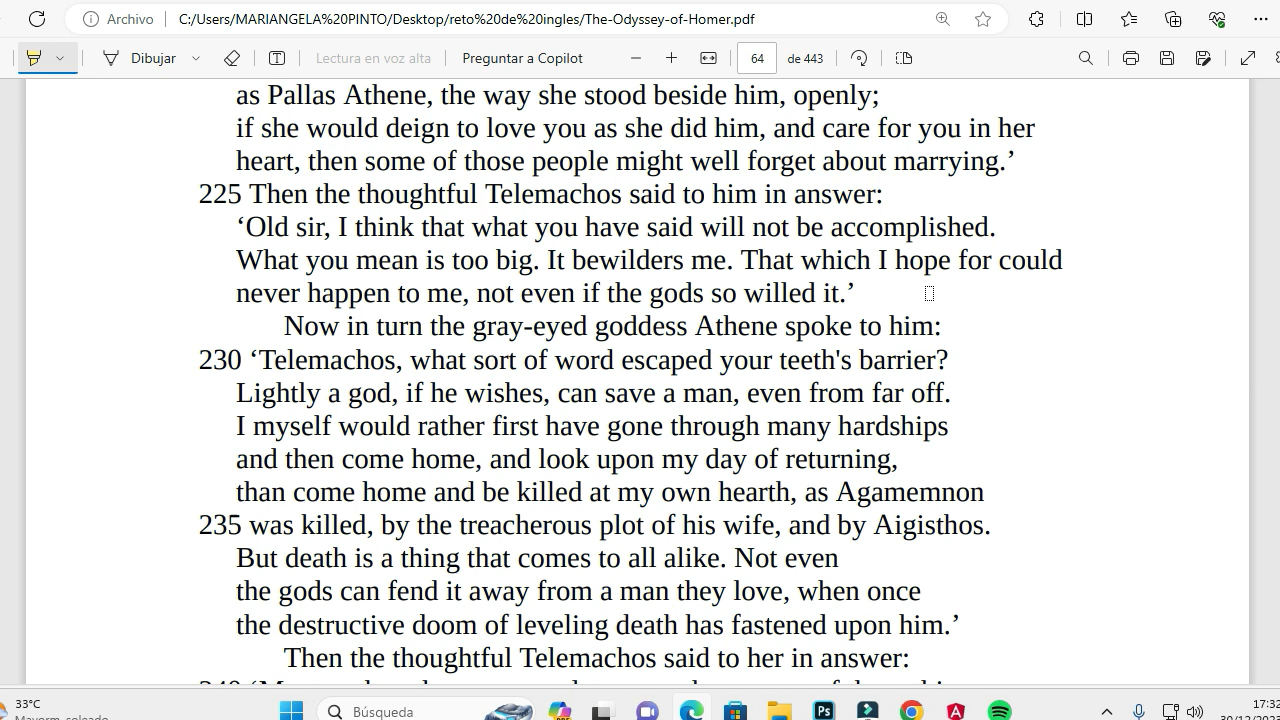 Archivo C:/Users/MARIANGELA%20PINTO/Desktop/reto%20de%20ingles/The-Odyssey-of-Homer.pdf
Dibujar Lectura en voz alta Preguntar a Copilot 64 de 443
as Pallas Athene, the way she stood beside him, openly;
if she would deign to love you as she did him, and care for you in her
heart, then some of those people might well forget about marrying.’
225 Then the thoughtful Telemachos said to him in answer:
‘Old sir, I think that what you have said will not be accomplished.
What you mean is too big. It bewilders me. That which I hope for could
never happen to me, not even if the gods so willed it.’
Now in turn the gray-eyed goddess Athene spoke to him:
230 ‘Telemachos, what sort of word escaped your teeth's barrier?
Lightly a god, if he wishes, can save a man, even from far off.
I myself would rather first have gone through many hardships
and then come home, and look upon my day of returning,
than come home and be killed at my own hearth, as Agamemnon
235 was killed, by the treacherous plot of his wife, and by Aigisthos.
But death is a thing that comes to all alike. Not even
the gods can fend it away from a man they love, when once
the destructive doom of leveling death has fastened upon him.’
Then the thoughtful Telemachos said to her in answer:
33°C
Búsqueda